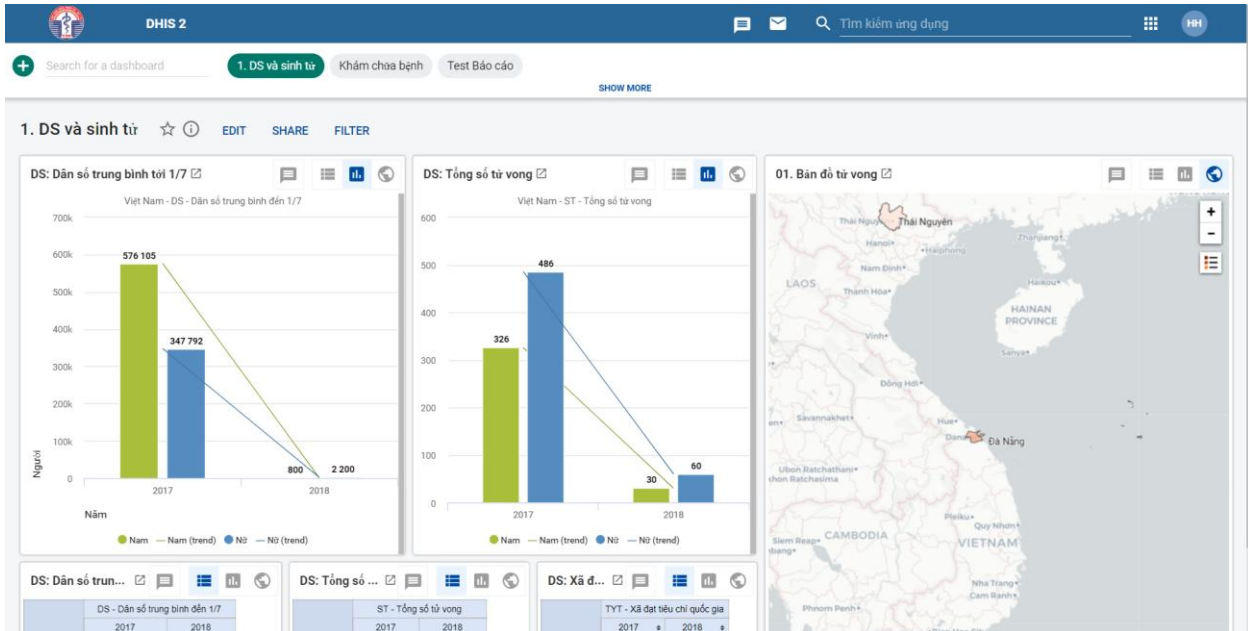 DHIS 2
Tìm kiếm ứng dụng
HH
Search for a dashboard
1. DS và sinh tử
Khám chữa bệnh
Test Báo cáo
SHOW MORE
1. DS và sinh tử
EDIT
SHARE
FILTER
DS: Dân số trung bình tới 1/7
Việt Nam - DS - Dân số trung bình đến 1/7
700k
600k
500k
400k
300k
200k
100k
0
Người
576 105
347 792
800
2 200
2017
2018
Năm
Nam
Nam (trend)
Nữ
Nữ (trend)
DS: Tổng số tử vong
Việt Nam - ST - Tổng số tử vong
600
500
400
300
200
100
0
326
486
30
60
2017
2018
Nam
Nam (trend)
Nữ
Nữ (trend)
01. Bản đồ tử vong
+
−
Thái Nguyên
Hanoi
Haiphong
Zhanjiang
Nam Dinh
LAOS
Thanh Hóa
Haikou
HAINAN
PROVINCE
Vinh
Sanya
Dồng Hới
Savannakhet
Hue
Đà Nẵng
Ubon Ratchathani
Pleiku
Quy Nhon
Siem Reap
CAMBODIA
VIETNAM
Nha Trang
Cam Ranh
Phnom Penh
DS: Dân số trun...
DS - Dân số trung bình đến 1/7
2017
2018
DS: Tổng số ...
ST - Tổng số tử vong
2017
2018
DS: Xã đ...
TYT - Xã đạt tiêu chí quốc gia
2017
2018